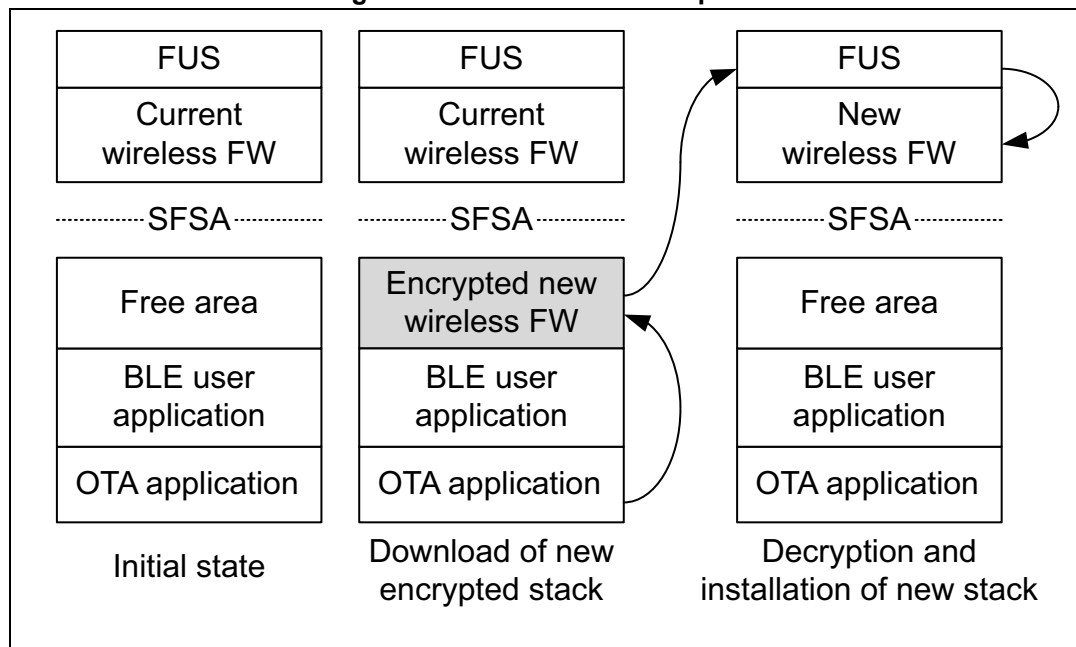 FUS
Current
wireless FW
SFSA
Free area
BLE user
application
OTA application
Initial state
FUS
Current
wireless FW
SFSA
Encrypted new
wireless FW
BLE user
application
OTA application
Download of new
encrypted stack
FUS
New
wireless FW
SFSA
Free area
BLE user
application
OTA application
Decryption and
installation of new stack